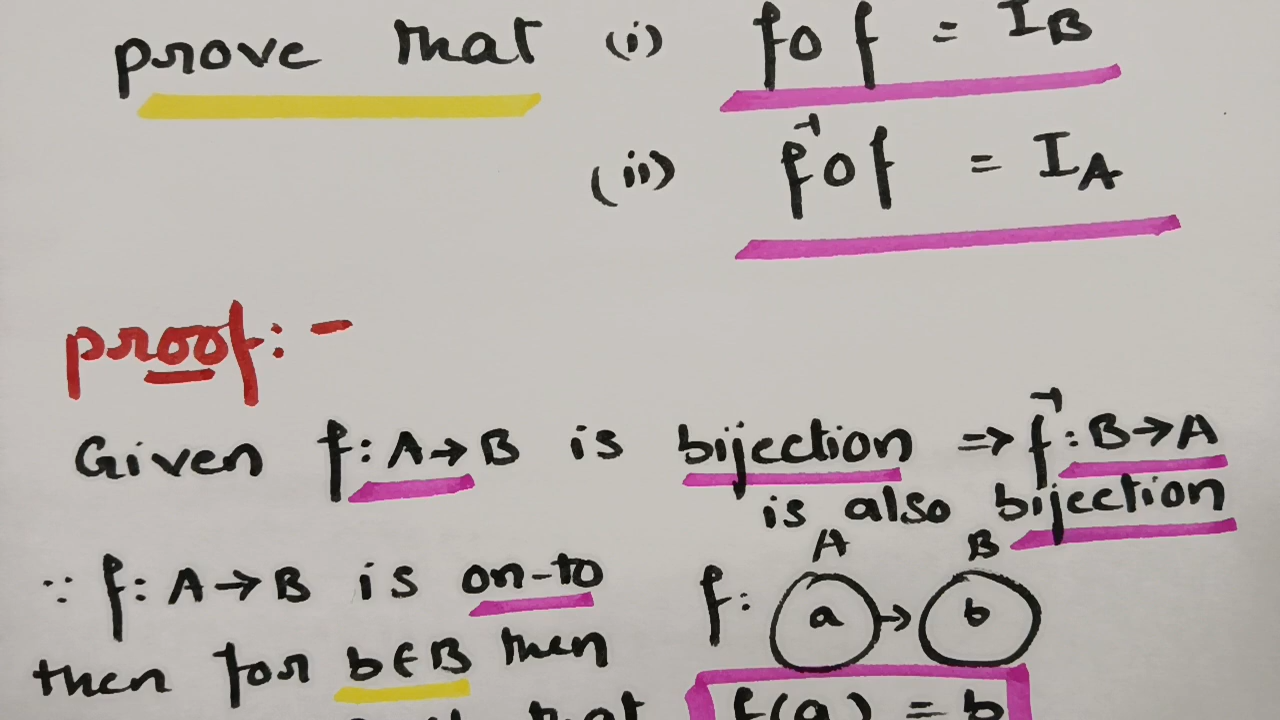 prove that (i) fof = I_B
(ii) f⁻¹of = I_A
proof:-
Given f: A→B is bijection ⇒ f⁻¹: B→A
is also bijection
∵ f: A→B is on-to
f: A B
a → b
then for b∈B then
that f(a) = b